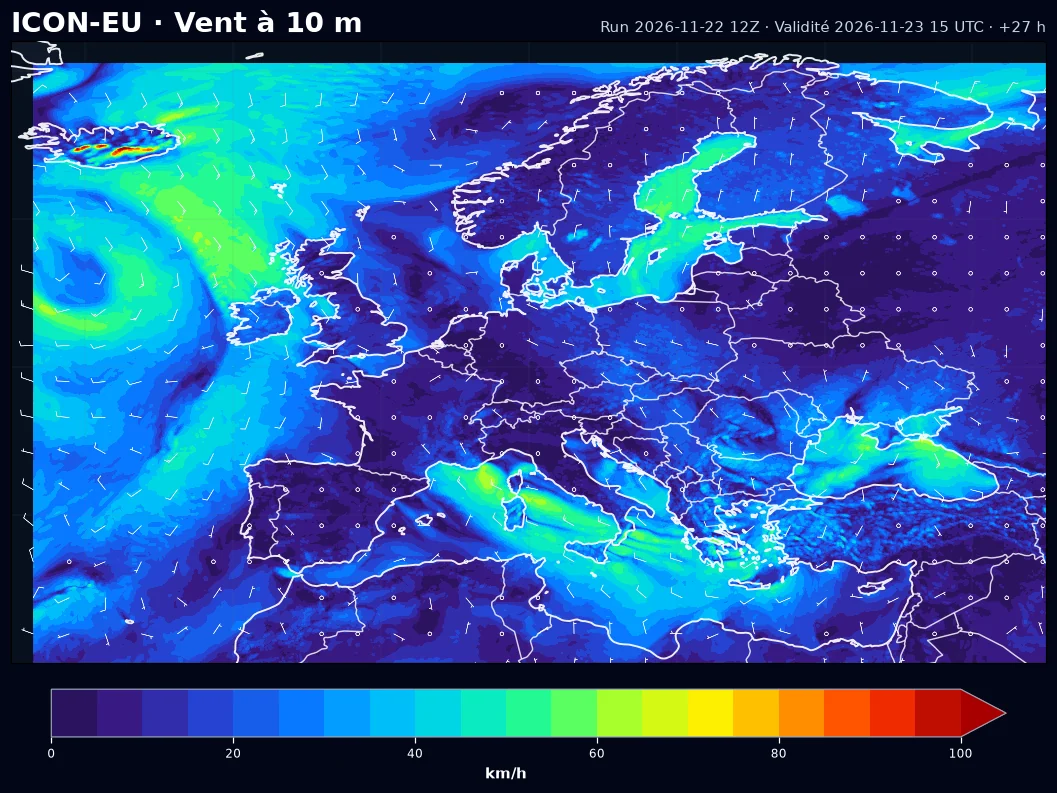 ICON-EU · Vent à 10 m
Run 2026-11-22 12Z · Validité 2026-11-23 15 UTC · +27 h
0 20 40 60 80 100
km/h